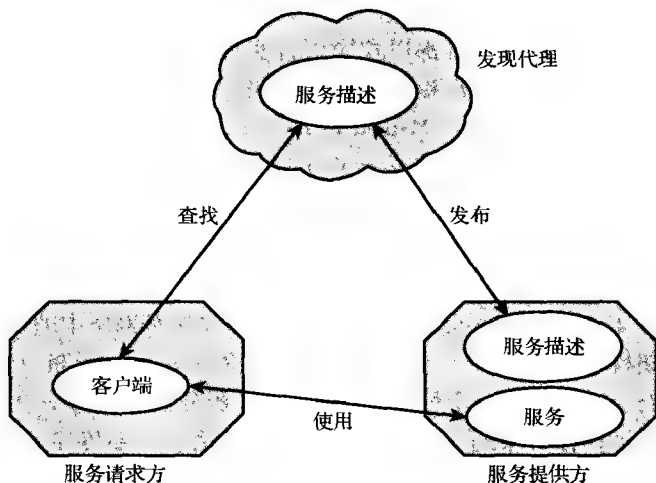 发现代理
服务描述
查找
发布
服务描述
客户端
服务
使用
服务请求方
服务提供方